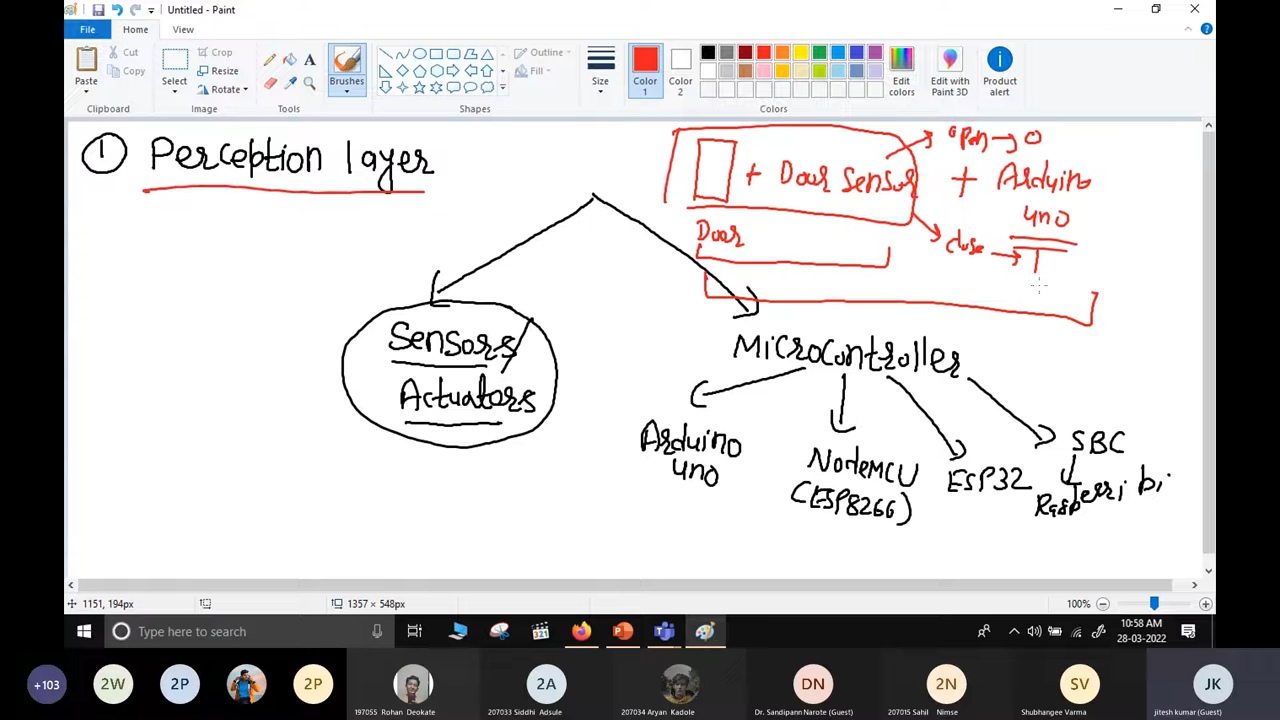 Untitled - Paint
File
Home
View
Paste
Cut
Copy
Clipboard
Select
Crop
Resize
Rotate
Image
Tools
Brushes
Shapes
Outline
Fill
Size
Color
1
Color
2
Edit
colors
Colors
Edit with
Paint 3D
Product
alert
① Perception layer
+ Door Sensor
open → 0
+ Arduino
uno
Door
close → 1
Sensors
Actuators
Microcontroller
Arduino
uno
NodeMCU
(ESP8266)
ESP32
SBC
Raspberri bi
1151, 194px
1357 × 548px
100%
Type here to search
10:58 AM
28-03-2022
+103
2W
2P
2P
197055 Rohan Deokate
2A
207033 Siddhi Adsule
207034 Aryan Kadole
DN
Dr. Sandipann Narote (Guest)
2N
207015 Sahil Nimse
SV
Shubhangee Varma
JK
jitesh kumar (Guest)